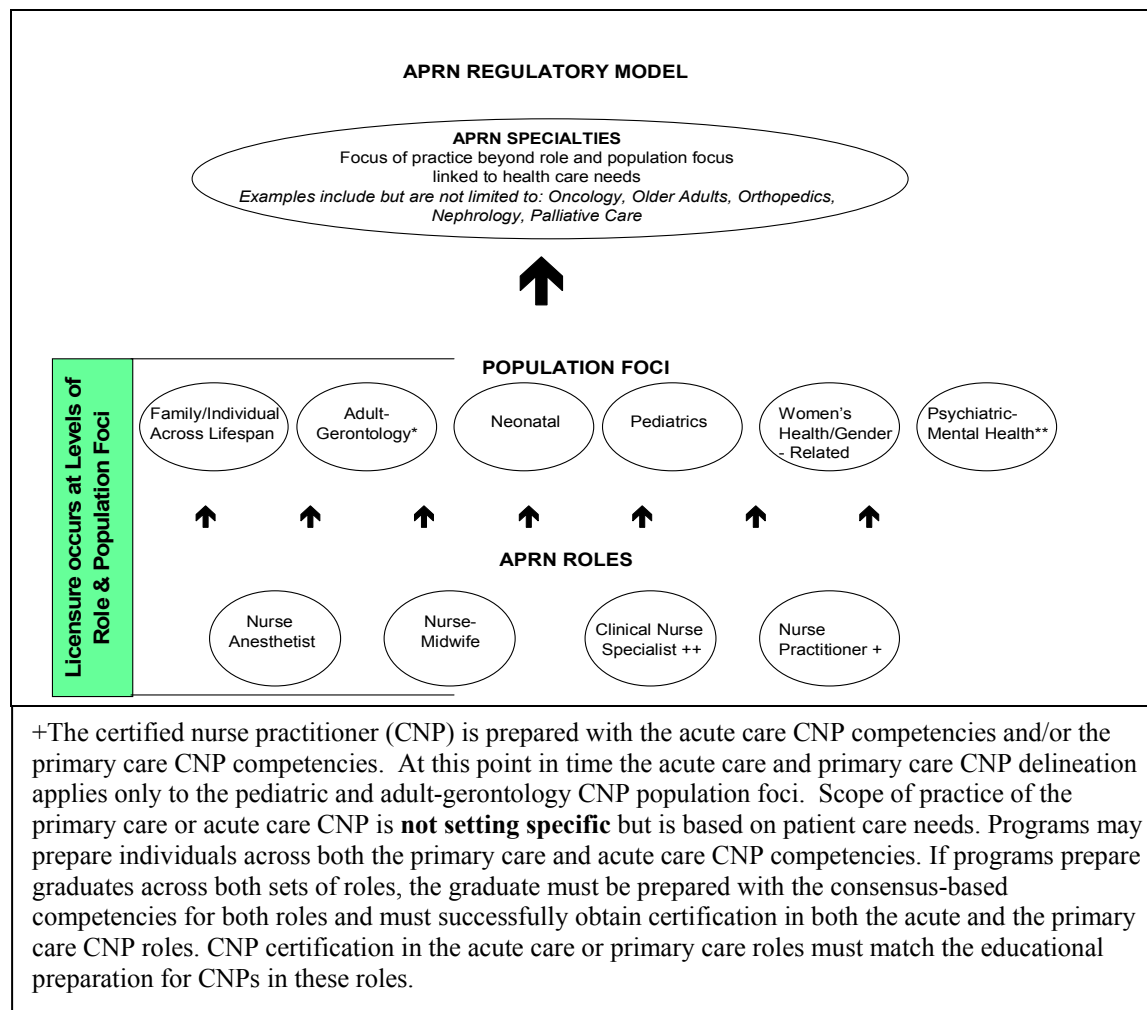 APRN REGULATORY MODEL
APRN SPECIALTIES
Focus of practice beyond role and population focus
linked to health care needs
Examples include but are not limited to: Oncology, Older Adults, Orthopedics,
Nephrology, Palliative Care
Licensure occurs at Levels of
Role & Population Foci
POPULATION FOCI
Family/Individual
Across Lifespan
Adult-
Gerontology*
Neonatal
Pediatrics
Women's
Health/Gender
- Related
Psychiatric-
Mental Health**
APRN ROLES
Nurse
Anesthetist
Nurse-
Midwife
Clinical Nurse
Specialist ++
Nurse
Practitioner +
+The certified nurse practitioner (CNP) is prepared with the acute care CNP competencies and/or the
primary care CNP competencies.  At this point in time the acute care and primary care CNP delineation
applies only to the pediatric and adult-gerontology CNP population foci.  Scope of practice of the
primary care or acute care CNP is not setting specific but is based on patient care needs. Programs may
prepare individuals across both the primary care and acute care CNP competencies. If programs prepare
graduates across both sets of roles, the graduate must be prepared with the consensus-based
competencies for both roles and must successfully obtain certification in both the acute and the primary
care CNP roles. CNP certification in the acute care or primary care roles must match the educational
preparation for CNPs in these roles.